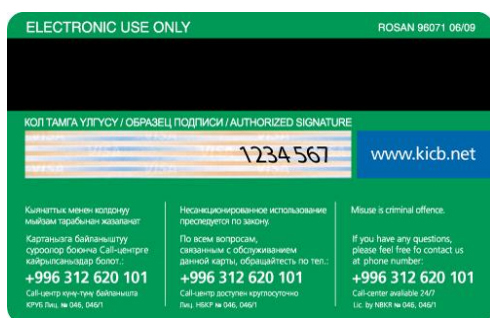 ELECTRONIC USE ONLY
ROSAN 96071 06/09
КОЛ ТАМГА ҮЛГҮСҮ / ОБРАЗЕЦ ПОДПИСИ / AUTHORIZED SIGNATURE
1234 567
www.kicb.net
Кыянаттык менен колдонуу
мыйзам тарабынан жазаланат
Картаңызга байланыштуу
суроолор боюнча Call-центрге
кайрылсаңыздар болот.:
+996 312 620 101
Call-центр күнү-түнү байланышта
КРУБ Лиц. № 046, 046/1
Несанкционированное использование
преследуется по закону.
По всем вопросам,
связанным с обслуживанием
данной карты, обращайтесь по тел.:
+996 312 620 101
Call-центр доступен круглосуточно
Лиц. НБКР № 046, 046/1
Misuse is criminal offence.
If you have any questions,
please feel free fo contact us
at phone number:
+996 312 620 101
Call-center available 24/7
Lic. by NBKR № 046, 046/1